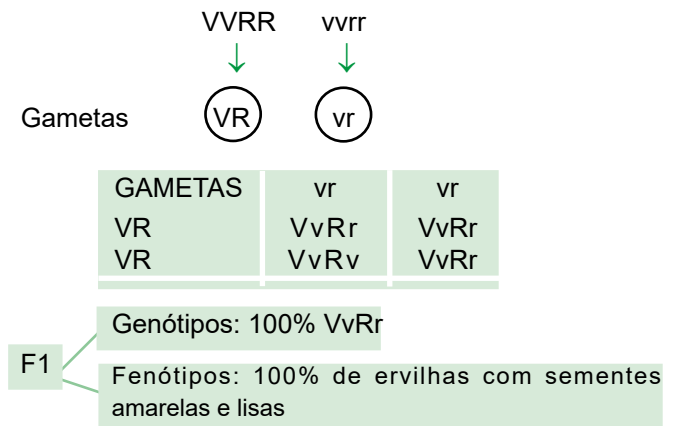 VVRR vvrr
Gametas VR vr
GAMETAS vr vr
VR VvRr VvRr
VR VvRv VvRr
Genótipos: 100% VvRr
F1
Fenótipos: 100% de ervilhas com sementes
amarelas e lisas